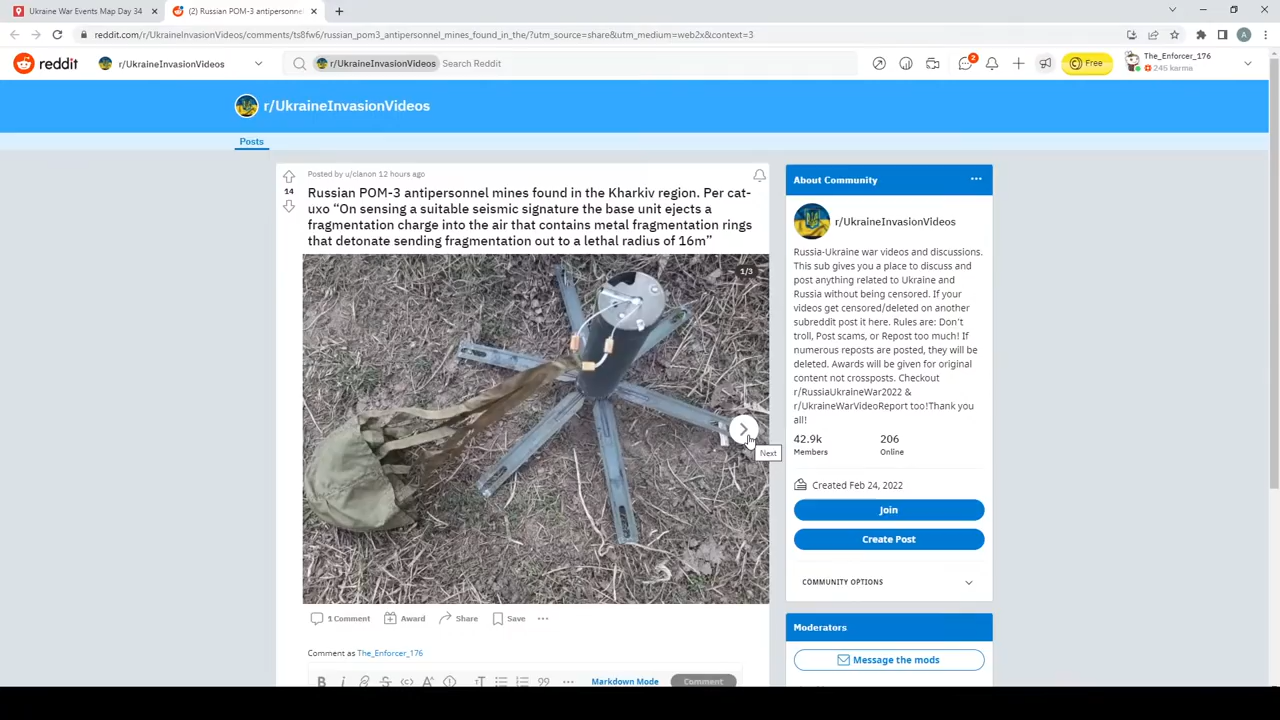 Ukraine War Events Map Day 34
(2) Russian POM-3 antipersonnel
reddit.com/r/UkraineInvasionVideos/comments/ts8fw6/russian_pom3_antipersonnel_mines_found_in_the/?utm_source=share&utm_medium=web2x&context=3
A
reddit
r/UkraineInvasionVideos
r/UkraineInvasionVideos
Search Reddit
2
Free
The_Enforcer_176
245 karma
r/UkraineInvasionVideos
Posts
Posted by u/clanon 12 hours ago
14
Russian POM-3 antipersonnel mines found in the Kharkiv region. Per cat-
uxo “On sensing a suitable seismic signature the base unit ejects a
fragmentation charge into the air that contains metal fragmentation rings
that detonate sending fragmentation out to a lethal radius of 16m”
1/3
Next
1 Comment
Award
Share
Save
Comment as The_Enforcer_176
Markdown Mode
Comment
About Community
r/UkraineInvasionVideos
Russia-Ukraine war videos and discussions.
This sub gives you a place to discuss and
post anything related to Ukraine and
Russia without being censored. If your
videos get censored/deleted on another
subreddit post it here. Rules are: Don't
troll, Post scams, or Repost too much! If
numerous reposts are posted, they will be
deleted. Awards will be given for original
content not crossposts. Checkout
r/RussiaUkraineWar2022 &
r/UkraineWarVideoReport too!Thank you
all!
42.9k 206
Members Online
Created Feb 24, 2022
Join
Create Post
COMMUNITY OPTIONS
Moderators
Message the mods